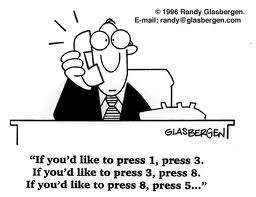 © 1996 Randy Glasbergen.
E-mail: randy@glasbergen.com
GLASBERGEN
"If you'd like to press 1, press 3.
If you'd like to press 3, press 8.
If you'd like to press 8, press 5..."